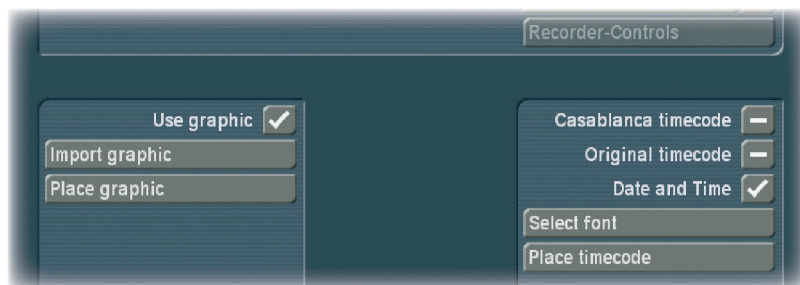 Recorder-Controls
Use graphic
Import graphic
Place graphic
Casablanca timecode
Original timecode
Date and Time
Select font
Place timecode